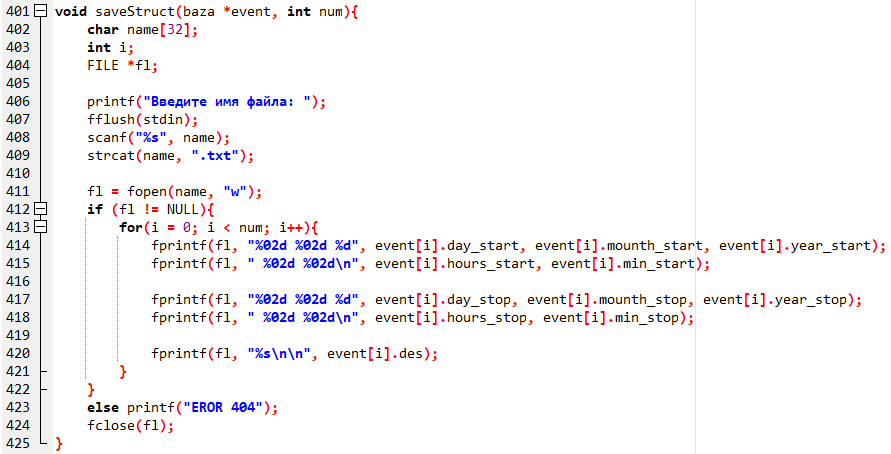 401 void saveStruct(baza *event, int num){
402 char name[32];
403 int i;
404 FILE *fl;
405
406 printf("Введите имя файла: ");
407 fflush(stdin);
408 scanf("%s", name);
409 strcat(name, ".txt");
410
411 fl = fopen(name, "w");
412 if (fl != NULL){
413 for(i = 0; i < num; i++){
414 fprintf(fl, "%02d %02d %d", event[i].day_start, event[i].mounth_start, event[i].year_start);
415 fprintf(fl, " %02d %02d\n", event[i].hours_start, event[i].min_start);
416
417 fprintf(fl, "%02d %02d %d", event[i].day_stop, event[i].mounth_stop, event[i].year_stop);
418 fprintf(fl, " %02d %02d\n", event[i].hours_stop, event[i].min_stop);
419
420 fprintf(fl, "%s\n\n", event[i].des);
421 }
422 }
423 else printf("EROR 404");
424 fclose(fl);
425 }